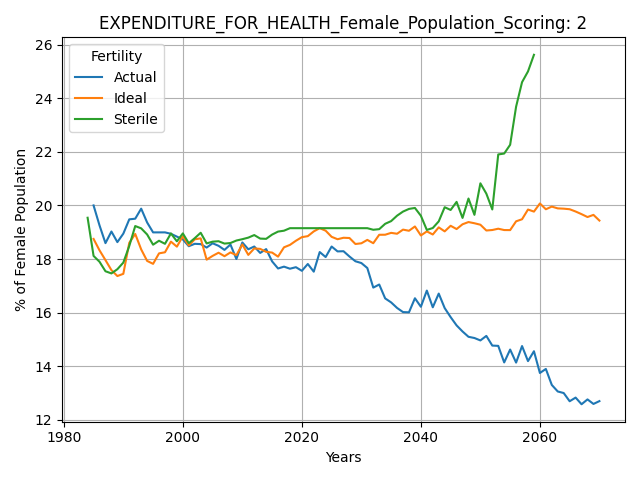 EXPENDITURE_FOR_HEALTH_Female_Population_Scoring: 2
26
24
22
20
18
16
14
12
% of Female Population
Fertility
Actual
Ideal
Sterile
1980 2000 2020 2040 2060
Years